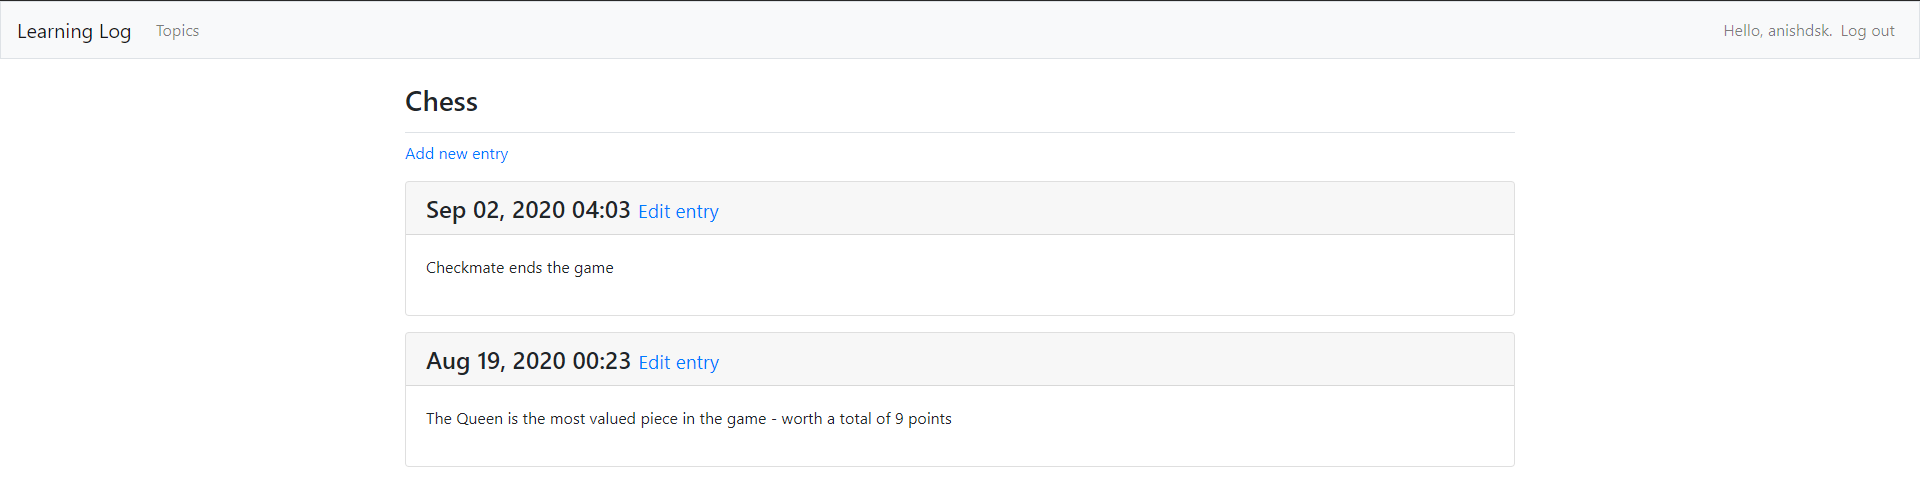 Learning Log Topics Hello, anishdsk. Log out
Chess
Add new entry
Sep 02, 2020 04:03 Edit entry
Checkmate ends the game
Aug 19, 2020 00:23 Edit entry
The Queen is the most valued piece in the game - worth a total of 9 points